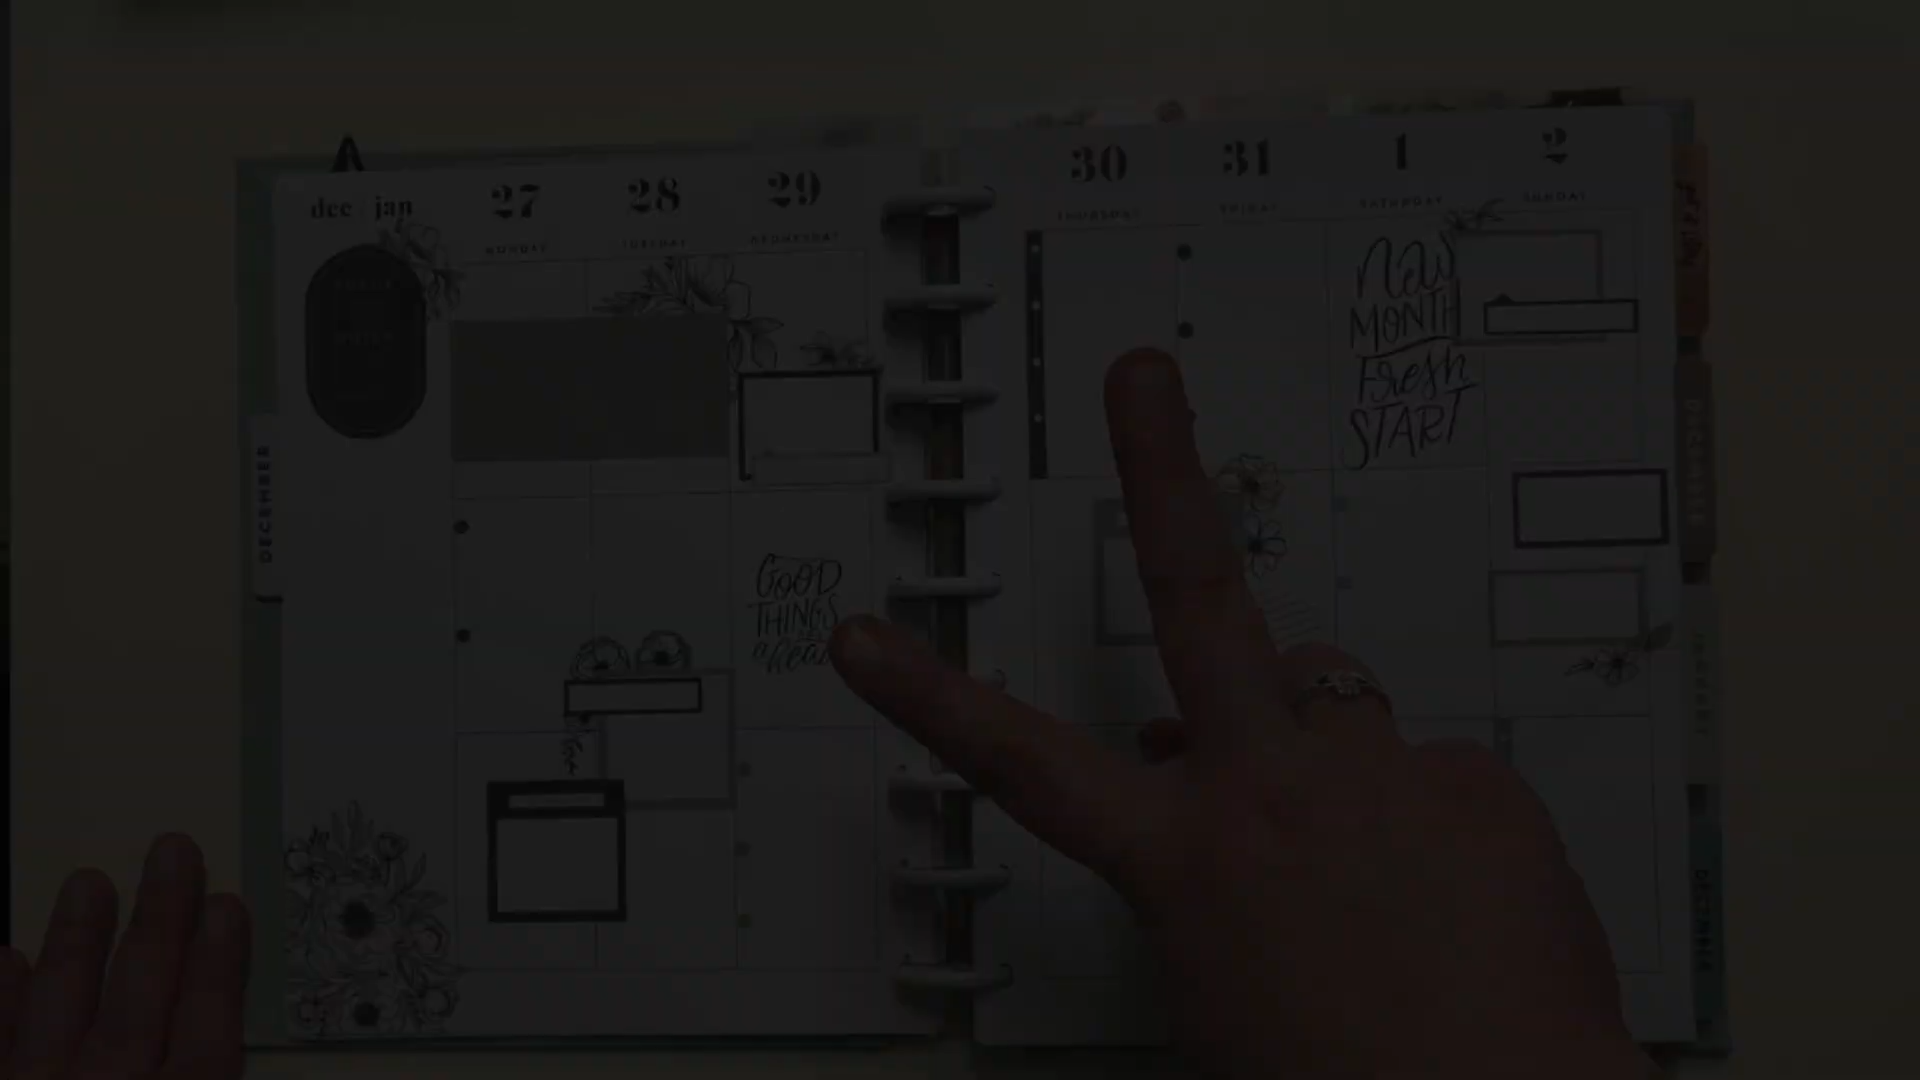 dec jan
27
28
29
MONDAY
TUESDAY
WEDNESDAY
DECEMBER
GOOD
THINGS
30
31
1
2
THURSDAY
FRIDAY
SATURDAY
SUNDAY
New
MONTH
Fresh
START
DECEMBER